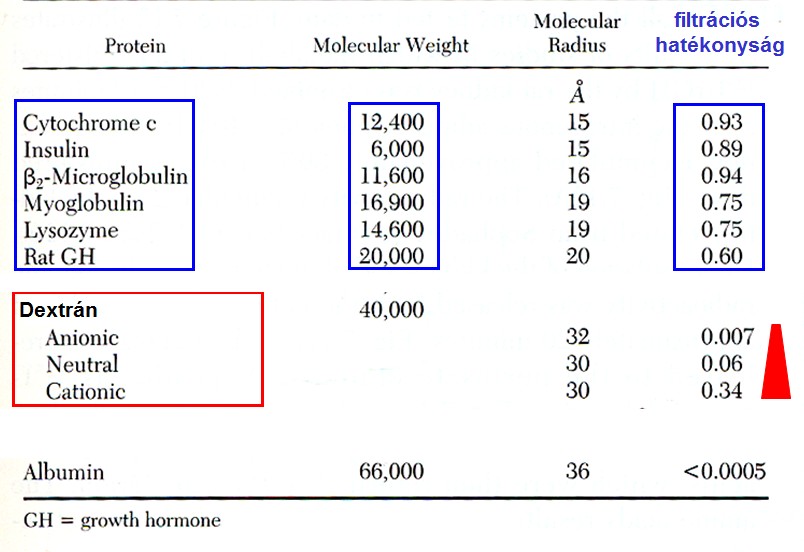 Protein Molecular Weight Molecular Radius filtrációs hatékonyság
Å
Cytochrome c 12,400 15 0.93
Insulin 6,000 15 0.89
β₂-Microglobulin 11,600 16 0.94
Myoglobulin 16,900 19 0.75
Lysozyme 14,600 19 0.75
Rat GH 20,000 20 0.60
Dextrán 40,000
Anionic 32 0.007
Neutral 30 0.06
Cationic 30 0.34
Albumin 66,000 36 <0.0005
GH = growth hormone